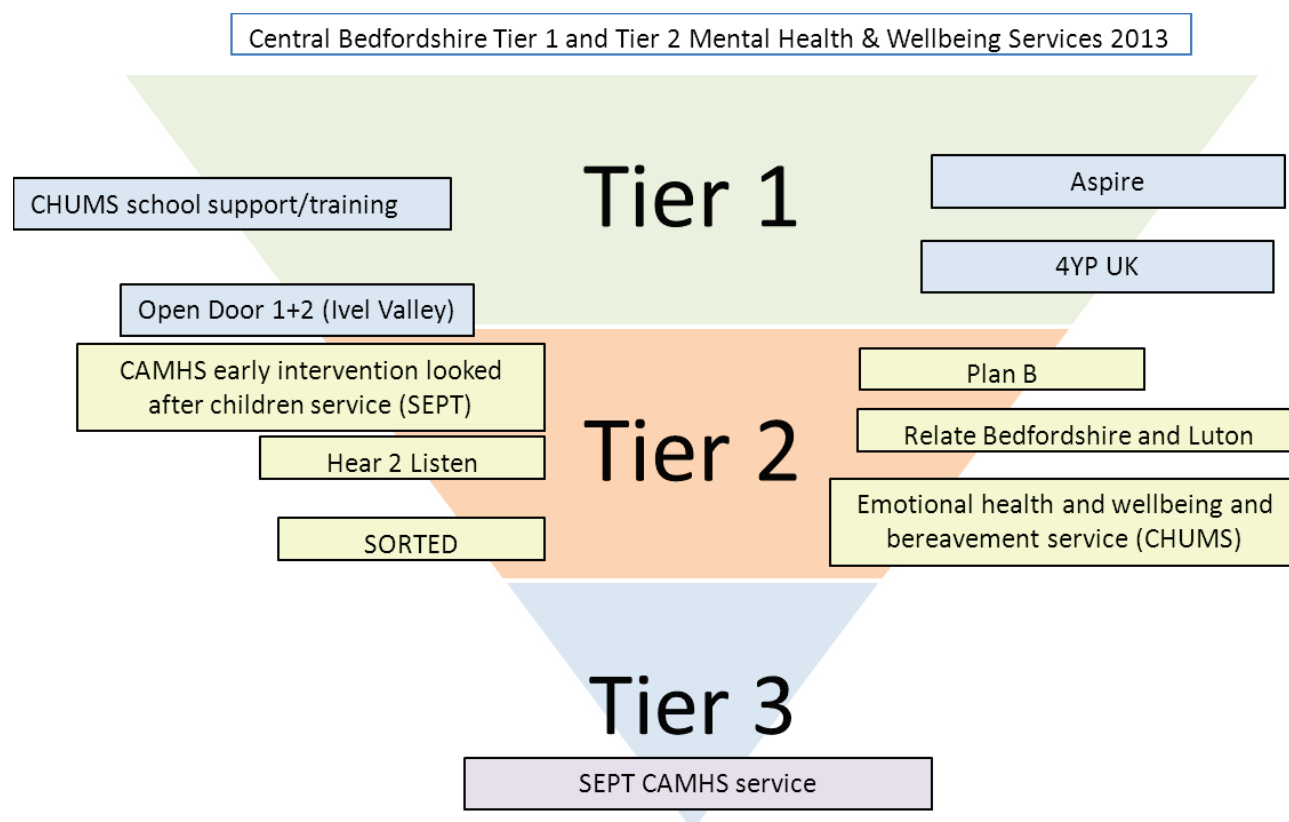 Central Bedfordshire Tier 1 and Tier 2 Mental Health & Wellbeing Services 2013
Tier 1
CHUMS school support/training
Aspire
4YP UK
Open Door 1+2 (Ivel Valley)
CAMHS early intervention looked
after children service (SEPT)
Hear 2 Listen
SORTED
Tier 2
Plan B
Relate Bedfordshire and Luton
Emotional health and wellbeing and
bereavement service (CHUMS)
Tier 3
SEPT CAMHS service